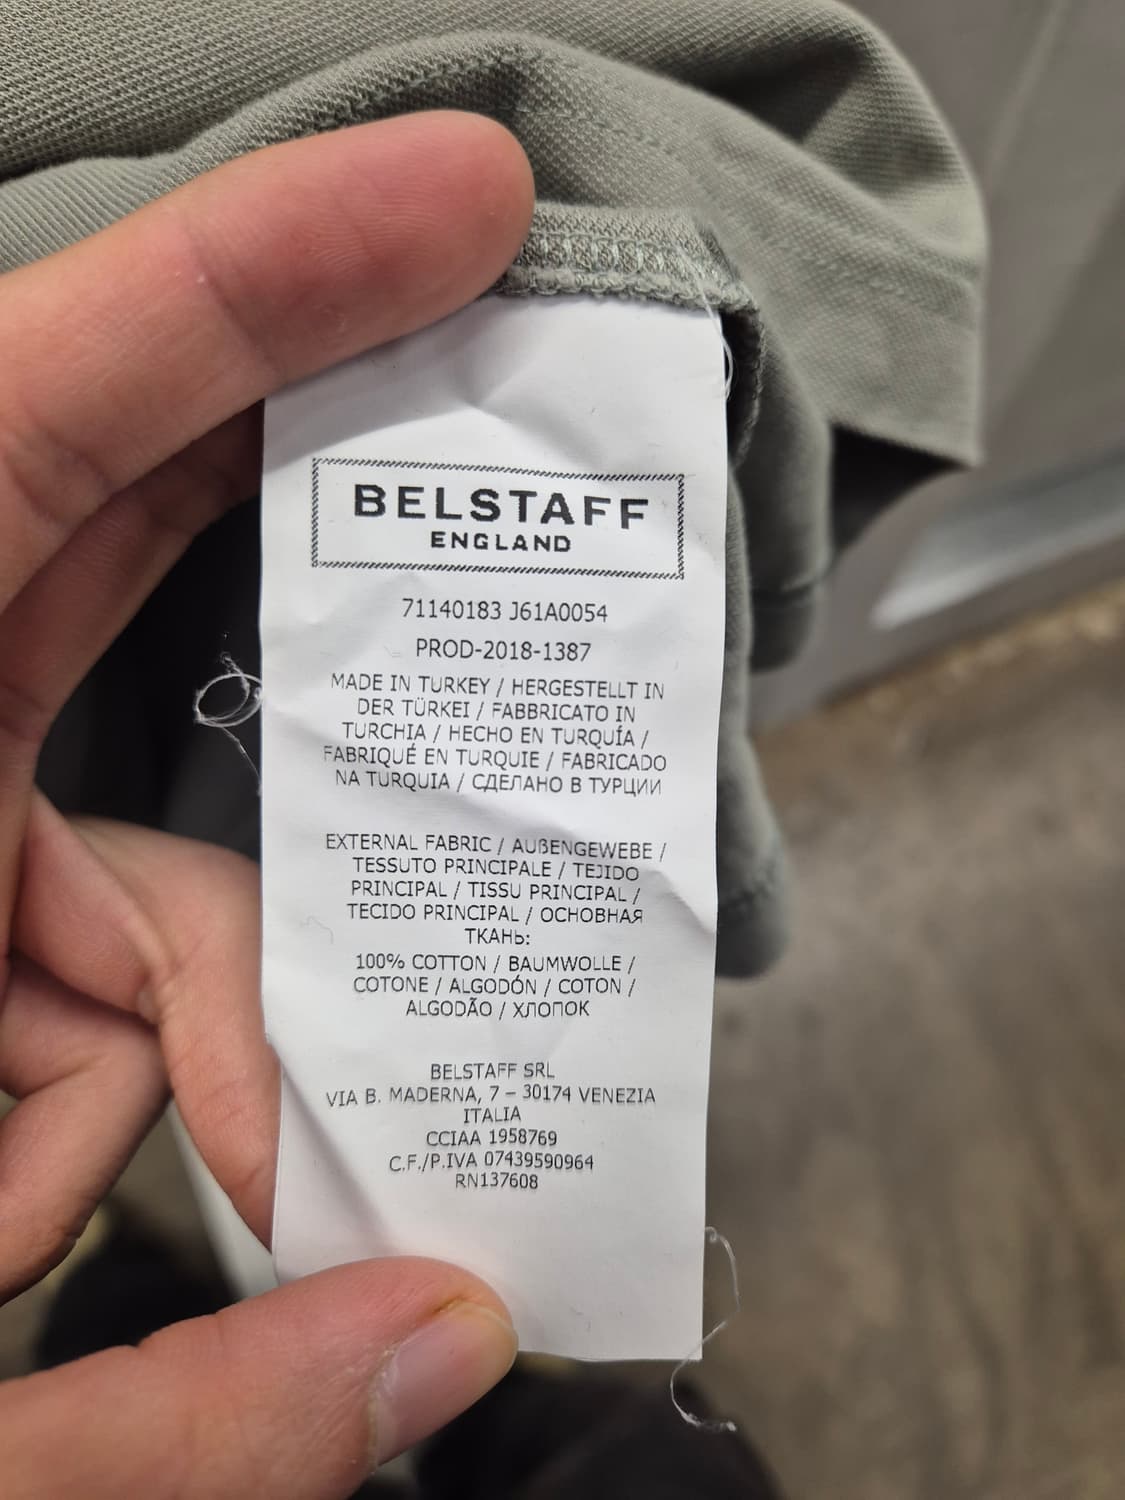 BELSTAFF
ENGLAND
71140183 J61A0054
PROD-2018-1387
MADE IN TURKEY / HERGESTELLT IN
DER TÜRKEI / FABBRICATO IN
TURCHIA / HECHO EN TURQUÍA /
FABRIQUÉ EN TURQUIE / FABRICADO
NA TURQUIA / СДЕЛАНО В ТУРЦИИ
EXTERNAL FABRIC / AUßENGEWEBE /
TESSUTO PRINCIPALE / TEJIDO
PRINCIPAL / TISSU PRINCIPAL /
TECIDO PRINCIPAL / ОСНОВНАЯ
ТКАНЬ:
100% COTTON / BAUMWOLLE /
COTONE / ALGODÓN / COTON /
ALGODÃO / ХЛОПОК
BELSTAFF SRL
VIA B. MADERNA, 7 – 30174 VENEZIA
ITALIA
CCIAA 1958769
C.F./P.IVA 07439590964
RN137608